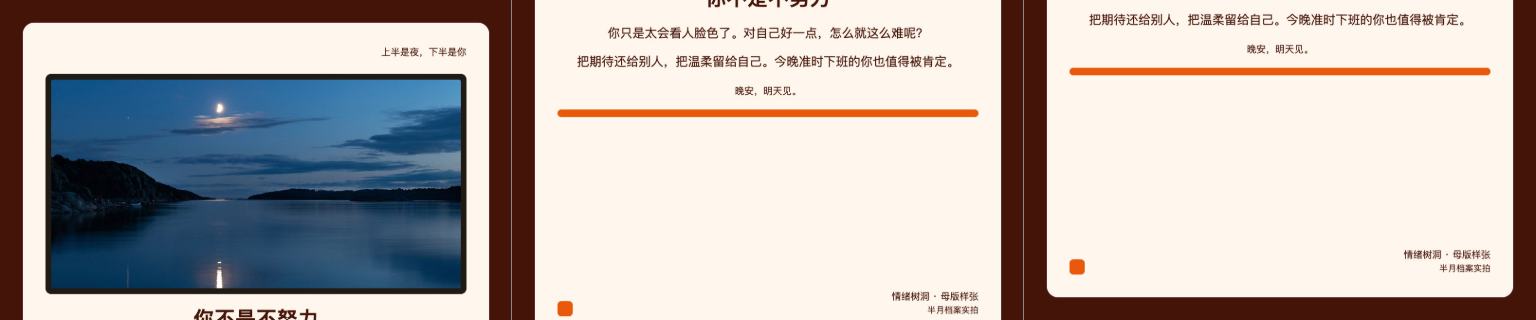 上半是夜，下半是你
你不是不努力
你不是不努力
你只是太会看人脸色了。对自己好一点，怎么就这么难呢？
把期待还给别人，把温柔留给自己。今晚准时下班的你也值得被肯定。
晚安，明天见。
情绪树洞 · 母版样张
半月档案实拍
把期待还给别人，把温柔留给自己。今晚准时下班的你也值得被肯定。
晚安，明天见。
情绪树洞 · 母版样张
半月档案实拍